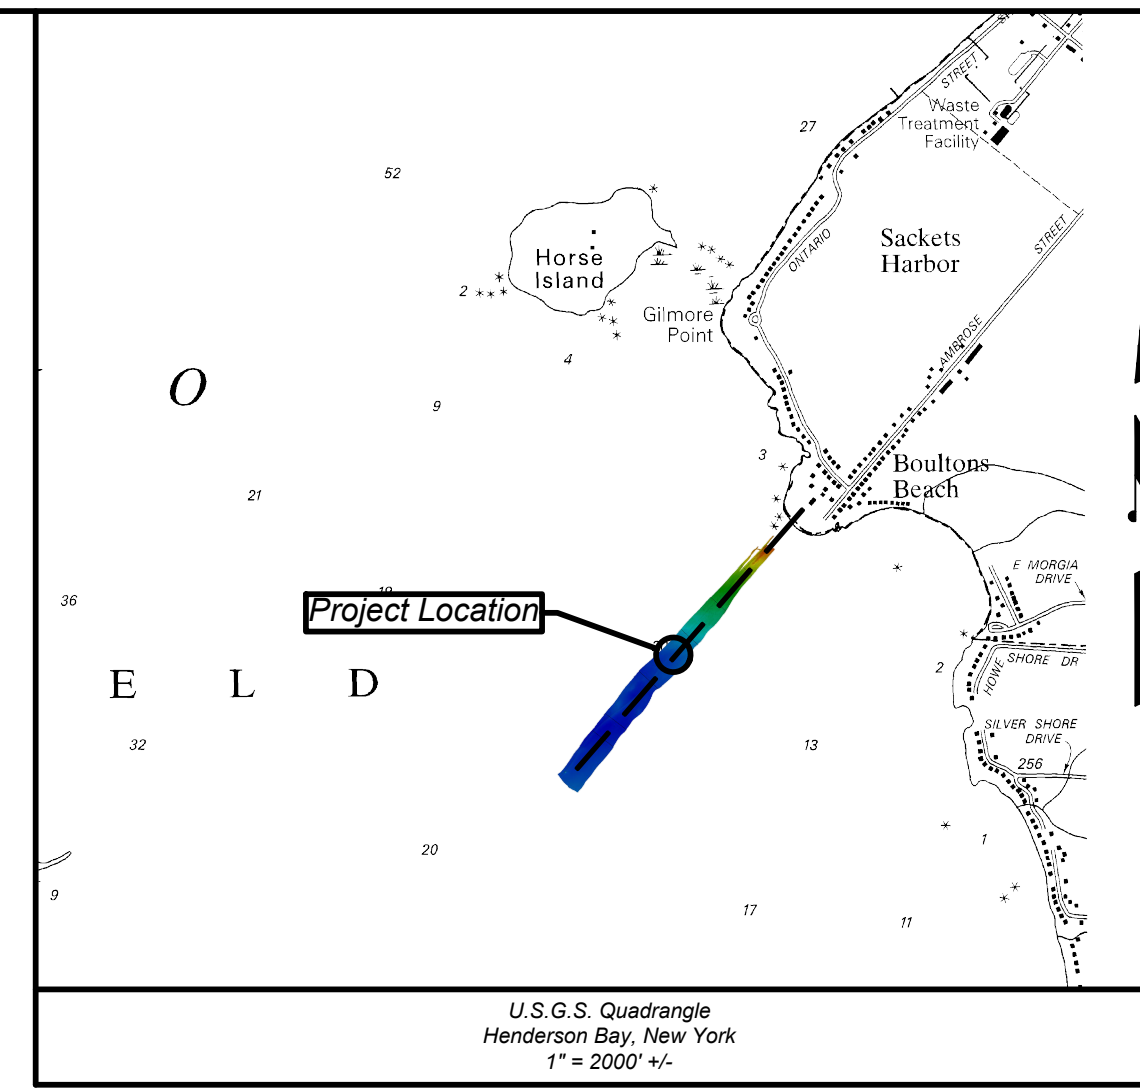 STREET
Waste
Treatment
Facility
27
52
Sackets
Harbor
STREET
ONTARIO
Horse
Island
2
Gilmore
Point
4
AMBROSE
O
9
3
Boultons
Beach
21
E MORGIA
DRIVE
36
19
Project Location
2
HOWE SHORE DR
E L D
32
13
SILVER SHORE
DRIVE
256
20
1
9
17
11
U.S.G.S. Quadrangle
Henderson Bay, New York
1" = 2000' +/-